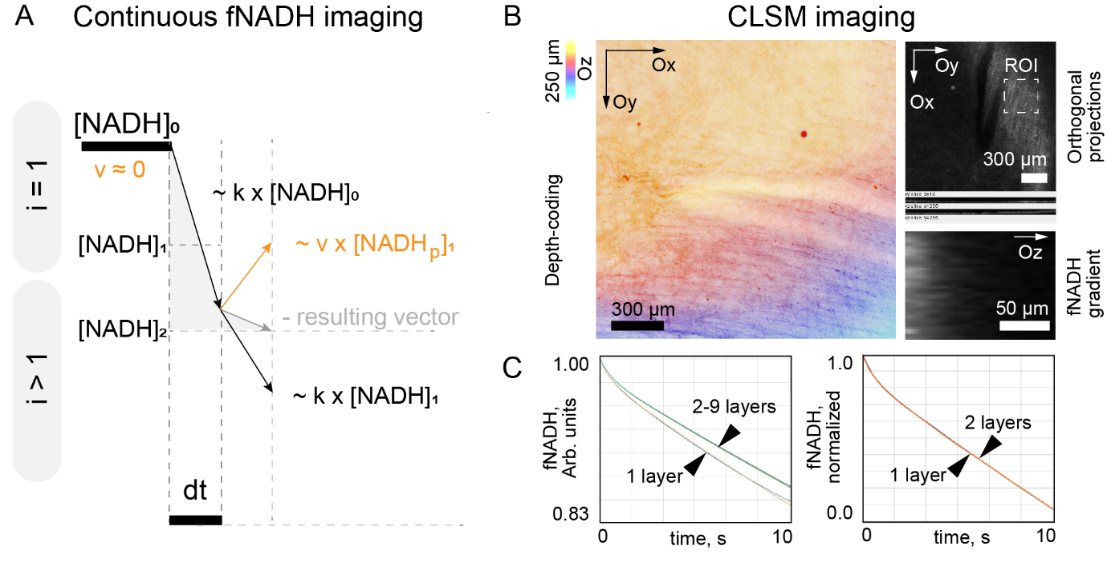 A
Continuous fNADH imaging
i = 1
i > 1
[NADH]₀
v ≈ 0
~ k x [NADH]₀
[NADH]₁
~ v x [NADHₚ]₁
[NADH]₂
- resulting vector
~ k x [NADH]₁
dt
B
CLSM imaging
250 µm
Oz
Depth-coding
Ox
Oy
300 µm
Oy
ROI
Ox
300 µm
Orthogonal
projections
Oz
50 µm
fNADH
gradient
C
fNADH,
Arb. units
1.00
0.83
2-9 layers
1 layer
0
time, s
10
fNADH,
normalized
1.0
0.0
2 layers
1 layer
0
time, s
10